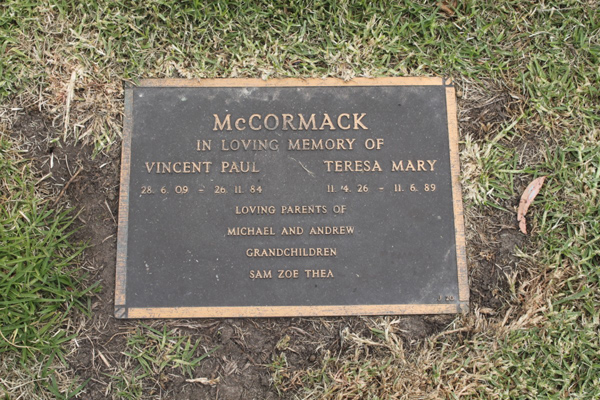 McCORMACK
IN LOVING MEMORY OF
VINCENT PAUL TERESA MARY
28. 6. 09 - 26. 11. 84 11. 4. 26 - 11. 6. 89
LOVING PARENTS OF
MICHAEL AND ANDREW
GRANDCHILDREN
SAM ZOE THEA